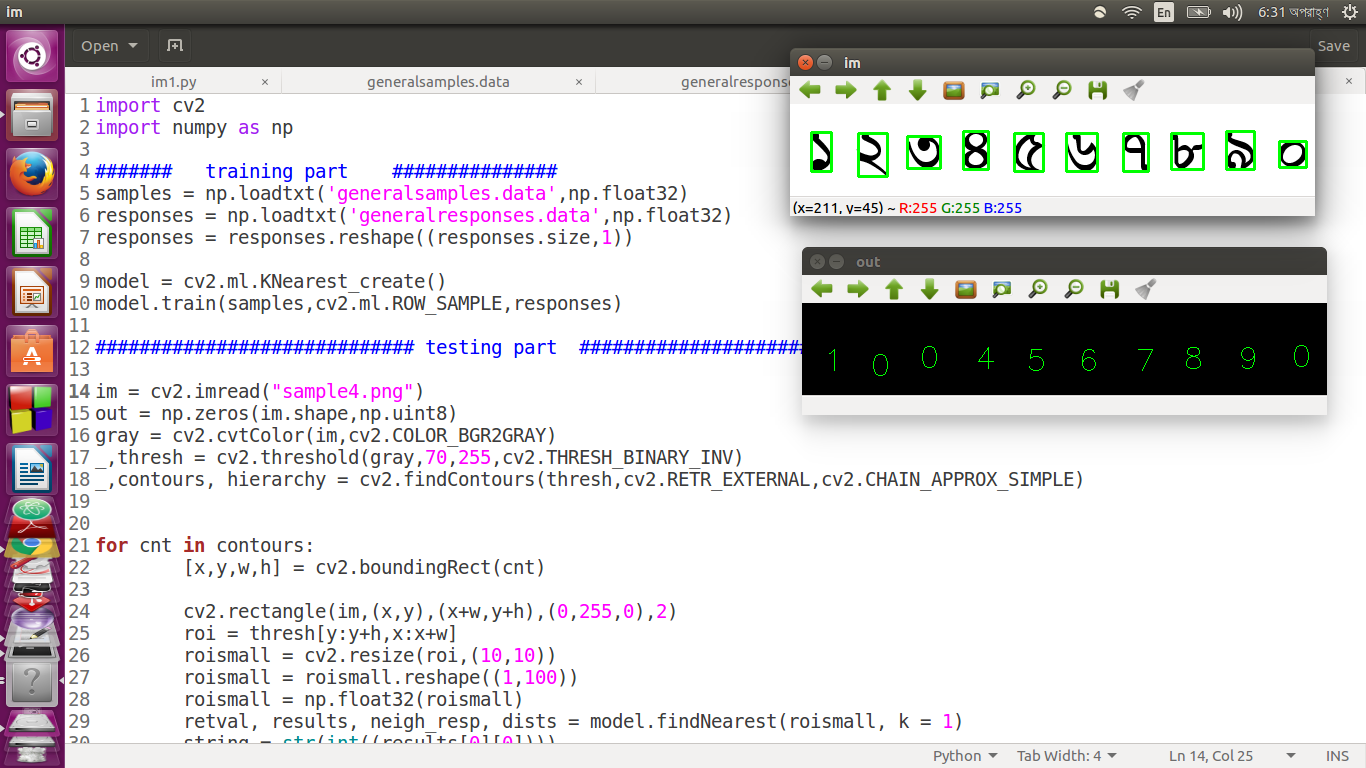 im
En
6:31 অপরাহ্ণ
Open
Save
im1.py ×
generalsamples.data ×
generalrespons
×
1 import cv2
2 import numpy as np
3
4 ####### training part ###############
5 samples = np.loadtxt('generalsamples.data',np.float32)
6 responses = np.loadtxt('generalresponses.data',np.float32)
7 responses = responses.reshape((responses.size,1))
8
9 model = cv2.ml.KNearest_create()
10 model.train(samples,cv2.ml.ROW_SAMPLE,responses)
11
12 ############################# testing part #####################
13
14 im = cv2.imread("sample4.png")
15 out = np.zeros(im.shape,np.uint8)
16 gray = cv2.cvtColor(im,cv2.COLOR_BGR2GRAY)
17 _,thresh = cv2.threshold(gray,70,255,cv2.THRESH_BINARY_INV)
18 _,contours, hierarchy = cv2.findContours(thresh,cv2.RETR_EXTERNAL,cv2.CHAIN_APPROX_SIMPLE)
19
20
21 for cnt in contours:
22 [x,y,w,h] = cv2.boundingRect(cnt)
23
24 cv2.rectangle(im,(x,y),(x+w,y+h),(0,255,0),2)
25 roi = thresh[y:y+h,x:x+w]
26 roismall = cv2.resize(roi,(10,10))
27 roismall = roismall.reshape((1,100))
28 roismall = np.float32(roismall)
29 retval, results, neigh_resp, dists = model.findNearest(roismall, k = 1)
30 string = str(int((results[0][0])))
im
১ ২ ৩ ৪ ৫ ৬ ৭ ৮ ৯ ০
(x=211, y=45) ~ R:255 G:255 B:255
out
1 0 0 4 5 6 7 8 9 0
Python
Tab Width: 4
Ln 14, Col 25
INS